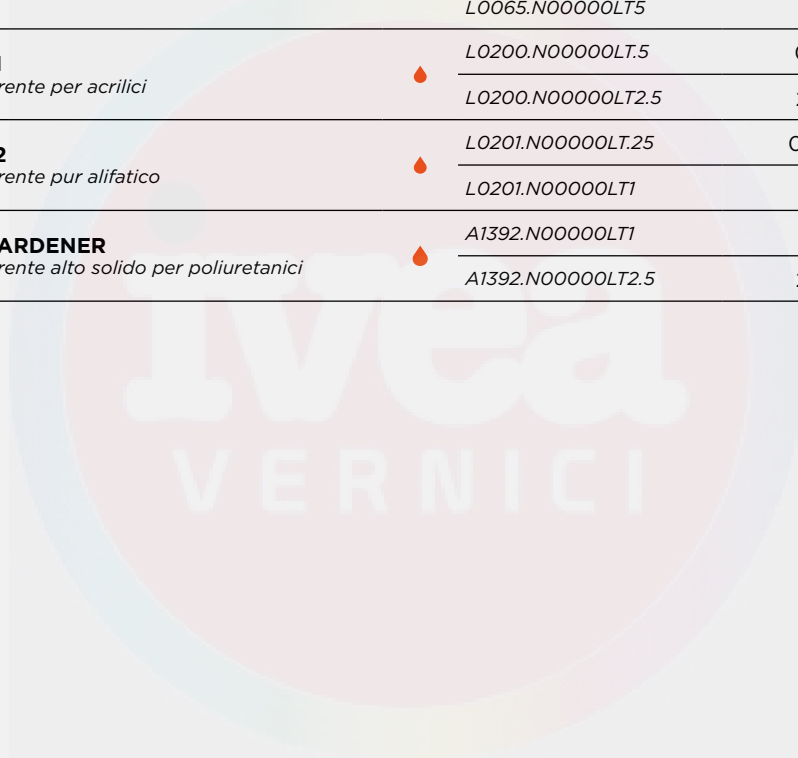 L0065.N00000LT5
rente per acrilici
L0200.N00000LT.5
L0200.N00000LT2.5
2
rente pur alifatico
L0201.N00000LT.25
L0201.N00000LT1
ARDENER
rente alto solido per poliuretanici
A1392.N00000LT1
A1392.N00000LT2.5
ivea
VERNICI